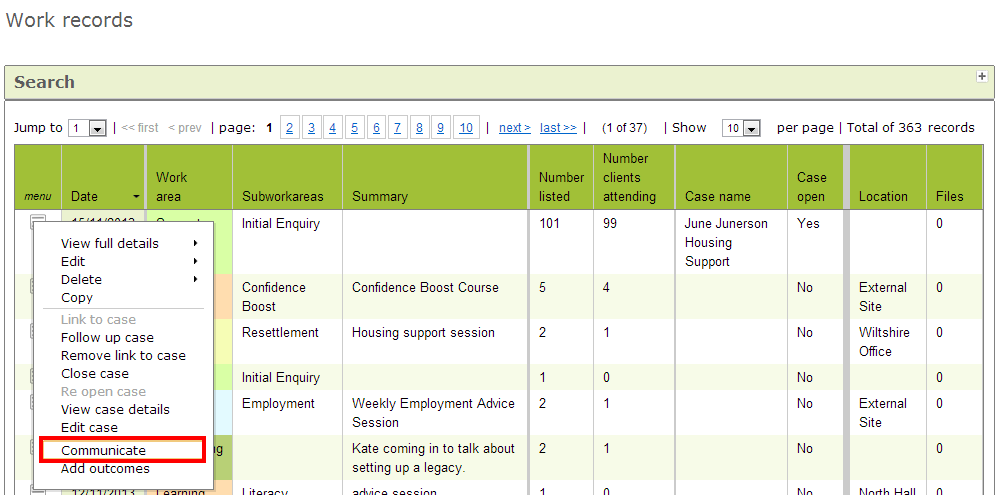 Work records
Search
Jump to 1 | << first < prev | page: 1 2 3 4 5 6 7 8 9 10 | next > last >> | (1 of 37) | Show 10 per page | Total of 363 records
menu Date Work area Subworkareas Summary Number listed Number clients attending Case name Case open Location Files
Initial Enquiry 101 99 June Junerson Housing Support Yes 0
Confidence Boost Confidence Boost Course 5 4 No External Site 0
Resettlement Housing support session 2 1 No Wiltshire Office 0
Initial Enquiry 1 0 No 0
Employment Weekly Employment Advice Session 2 1 No External Site 0
Kate coming in to talk about setting up a legacy. 2 1 No 0
12/11/2013 Learning Literacy advice session 1 0 No North Hall 0
View full details
Edit
Delete
Copy
Link to case
Follow up case
Remove link to case
Close case
Re open case
View case details
Edit case
Communicate
Add outcomes